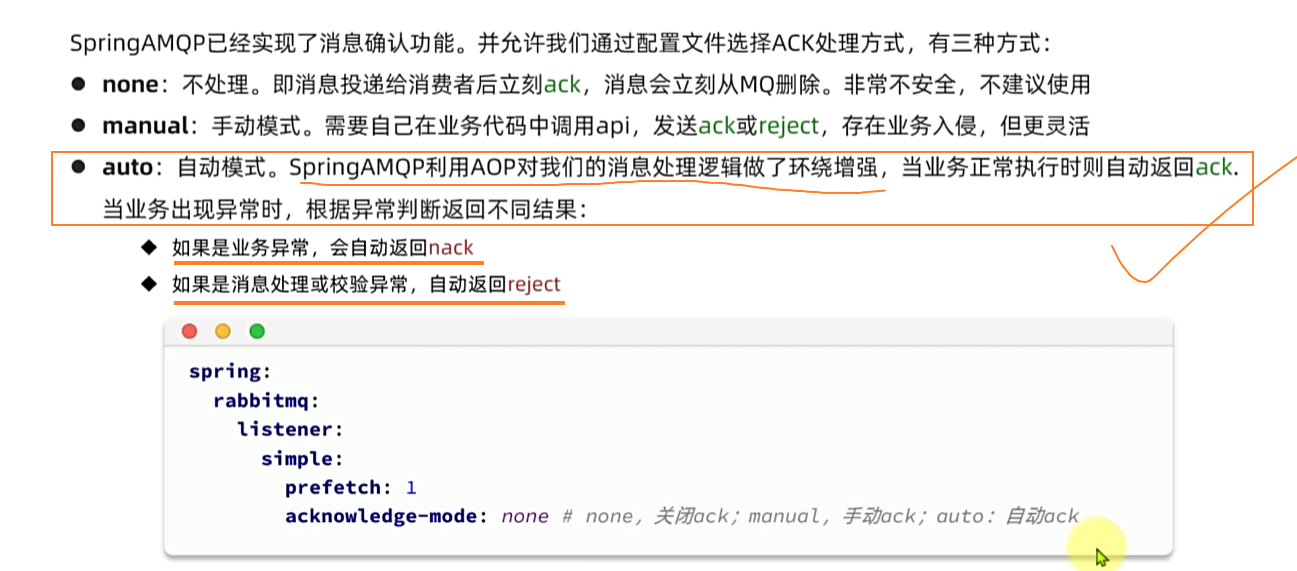 SpringAMQP已经实现了消息确认功能。并允许我们通过配置文件选择ACK处理方式，有三种方式：
● none：不处理。即消息投递给消费者后立刻ack，消息会立刻从MQ删除。非常不安全，不建议使用
● manual：手动模式。需要自己在业务代码中调用api，发送ack或reject，存在业务入侵，但更灵活
● auto：自动模式。SpringAMQP利用AOP对我们的消息处理逻辑做了环绕增强，当业务正常执行时则自动返回ack.
当业务出现异常时，根据异常判断返回不同结果：
◆ 如果是业务异常，会自动返回nack
◆ 如果是消息处理或校验异常，自动返回reject
spring:
  rabbitmq:
    listener:
      simple:
        prefetch: 1
        acknowledge-mode: none # none，关闭ack；manual，手动ack；auto：自动ack